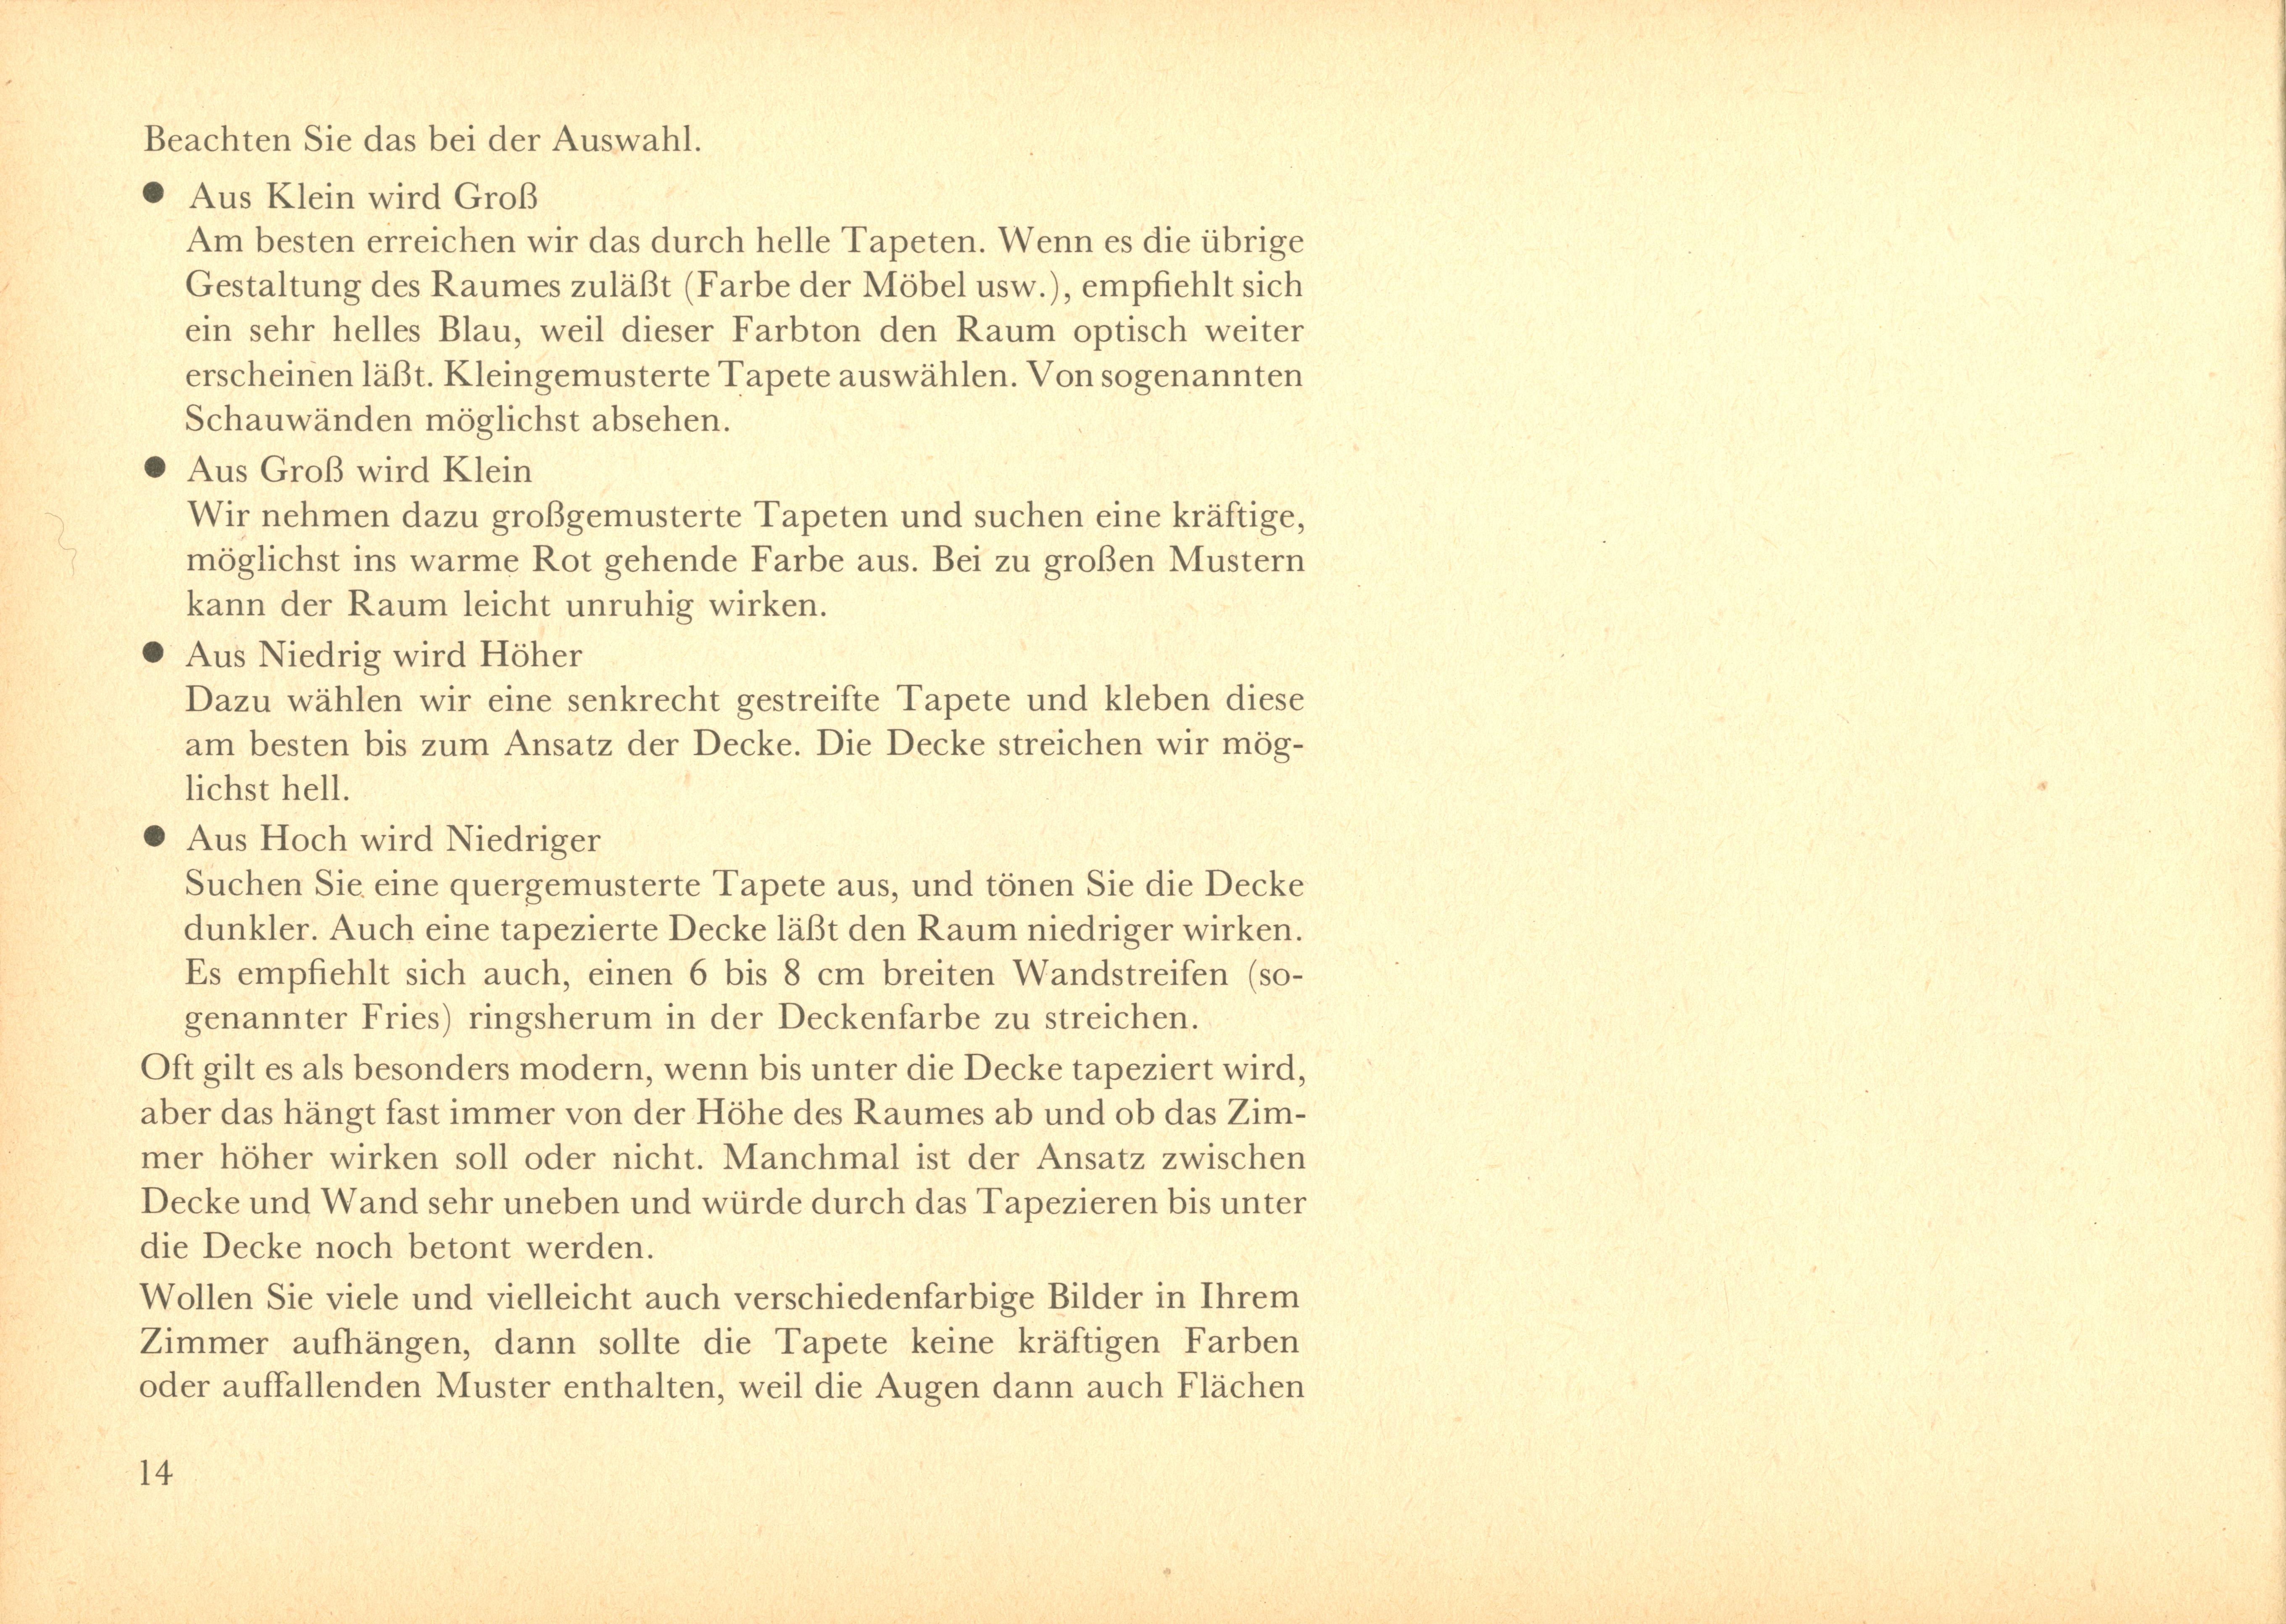 Beachten Sie das bei der Auswahl.
● Aus Klein wird Groß
Am besten erreichen wir das durch helle Tapeten. Wenn es die übrige
Gestaltung des Raumes zuläßt (Farbe der Möbel usw.), empfiehlt sich
ein sehr helles Blau, weil dieser Farbton den Raum optisch weiter
erscheinen läßt. Kleingemusterte Tapete auswählen. Von sogenannten
Schauwänden möglichst absehen.
● Aus Groß wird Klein
Wir nehmen dazu großgemusterte Tapeten und suchen eine kräftige,
möglichst ins warme Rot gehende Farbe aus. Bei zu großen Mustern
kann der Raum leicht unruhig wirken.
● Aus Niedrig wird Höher
Dazu wählen wir eine senkrecht gestreifte Tapete und kleben diese
am besten bis zum Ansatz der Decke. Die Decke streichen wir mög-
lichst hell.
● Aus Hoch wird Niedriger
Suchen Sie eine quergemusterte Tapete aus, und tönen Sie die Decke
dunkler. Auch eine tapezierte Decke läßt den Raum niedriger wirken.
Es empfiehlt sich auch, einen 6 bis 8 cm breiten Wandstreifen (so-
genannter Fries) ringsherum in der Deckenfarbe zu streichen.
Oft gilt es als besonders modern, wenn bis unter die Decke tapeziert wird,
aber das hängt fast immer von der Höhe des Raumes ab und ob das Zim-
mer höher wirken soll oder nicht. Manchmal ist der Ansatz zwischen
Decke und Wand sehr uneben und würde durch das Tapezieren bis unter
die Decke noch betont werden.
Wollen Sie viele und vielleicht auch verschiedenfarbige Bilder in Ihrem
Zimmer aufhängen, dann sollte die Tapete keine kräftigen Farben
oder auffallenden Muster enthalten, weil die Augen dann auch Flächen
14